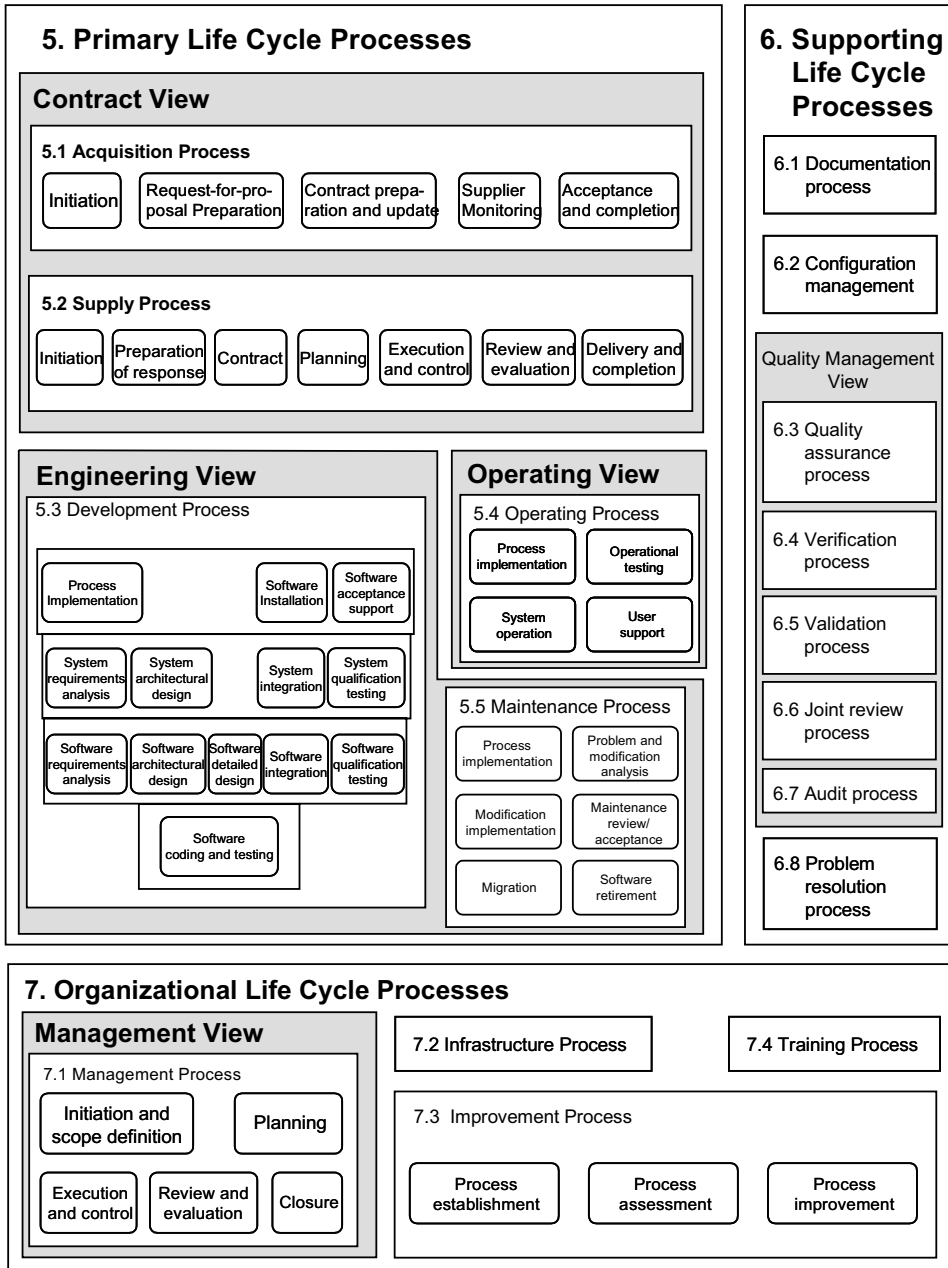 5. Primary Life Cycle Processes
Contract View
5.1 Acquisition Process
Initiation
Request-for-pro-
posal Preparation
Contract prepa-
ration and update
Supplier
Monitoring
Acceptance
and completion
5.2 Supply Process
Initiation
Preparation
of response
Contract
Planning
Execution
and control
Review and
evaluation
Delivery and
completion
Engineering View
5.3 Development Process
Process
Implementation
Software
Installation
Software
acceptance
support
System
requirements
analysis
System
architectural
design
System
integration
System
qualification
testing
Software
requirements
analysis
Software
architectural
design
Software
detailed
design
Software
integration
Software
qualification
testing
Software
coding and testing
Operating View
5.4 Operating Process
Process
implementation
Operational
testing
System
operation
User
support
5.5 Maintenance Process
Process
implementation
Problem and
modification
analysis
Modification
implementation
Maintenance
review/
acceptance
Migration
Software
retirement
6. Supporting
Life Cycle
Processes
6.1 Documentation
process
6.2 Configuration
management
Quality Management
View
6.3 Quality
assurance
process
6.4 Verification
process
6.5 Validation
process
6.6 Joint review
process
6.7 Audit process
6.8 Problem
resolution
process
7. Organizational Life Cycle Processes
Management View
7.1 Management Process
Initiation and
scope definition
Planning
Execution
and control
Review and
evaluation
Closure
7.2 Infrastructure Process
7.4 Training Process
7.3 Improvement Process
Process
establishment
Process
assessment
Process
improvement